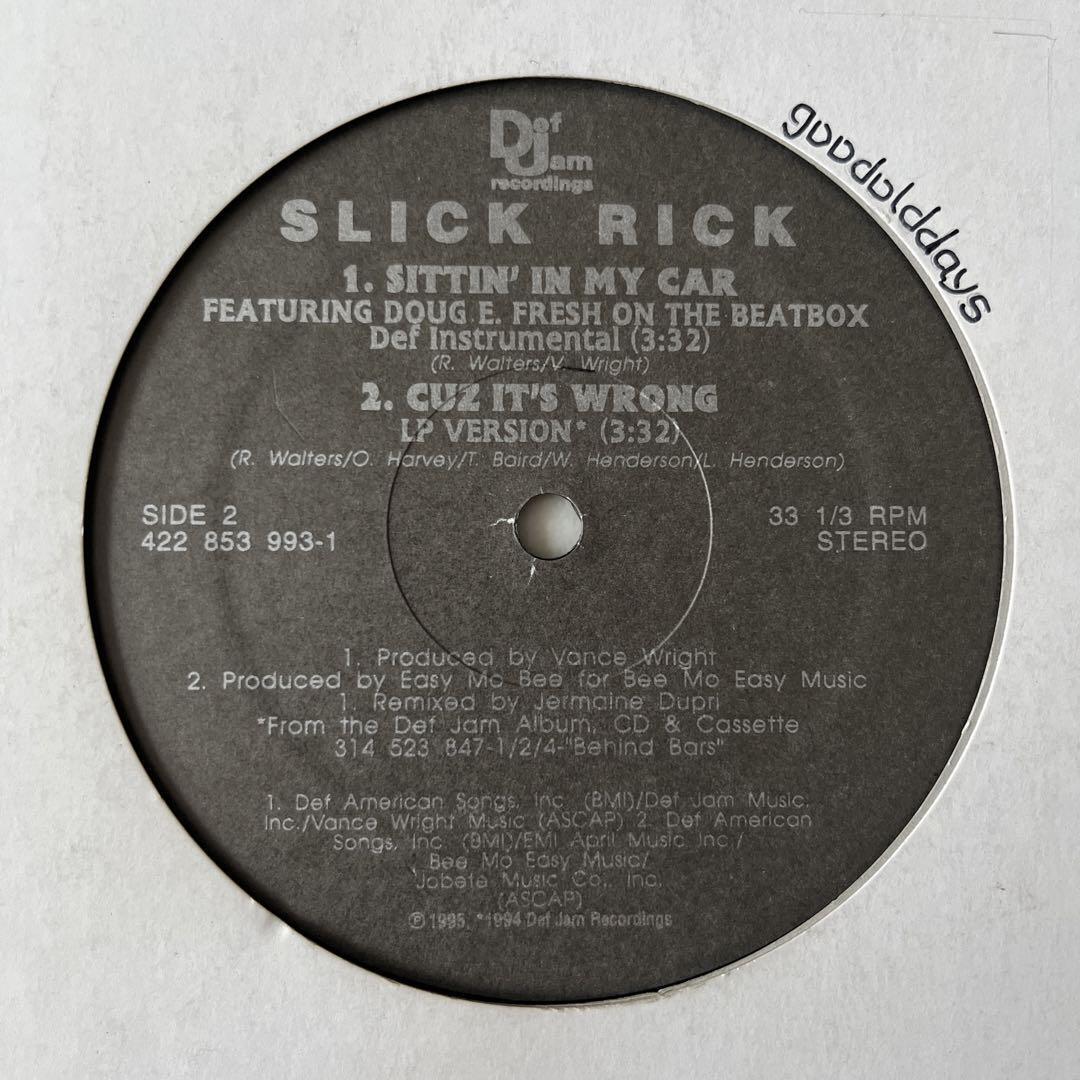 Def
Jam
recordings
goodolddays
SLICK RICK
1. SITTIN' IN MY CAR
FEATURING DOUG E. FRESH ON THE BEATBOX
Def Instrumental (3:32)
(R. Walters/V. Wright)
2. CUZ IT'S WRONG
LP VERSION* (3:32)
(R. Walters/O. Harvey/T. Baird/W. Henderson/L. Henderson)
SIDE 2
422 853 993-1
33 1/3 RPM
STEREO
1. Produced by Vance Wright
2. Produced by Easy Mo Bee for Bee Mo Easy Music
1. Remixed by Jermaine Dupri
*From the Def Jam Album, CD & Cassette
314 523 847-1/2/4-"Behind Bars"
1. Def American Songs, Inc. (BMI)/Def Jam Music,
Inc./Vance Wright Music (ASCAP) 2. Def American
Songs, Inc. (BMI)/EMI April Music Inc./
Bee Mo Easy Music/
Jobete Music Co., Inc.
(ASCAP)
℗ 1995, *1994 Def Jam Recordings